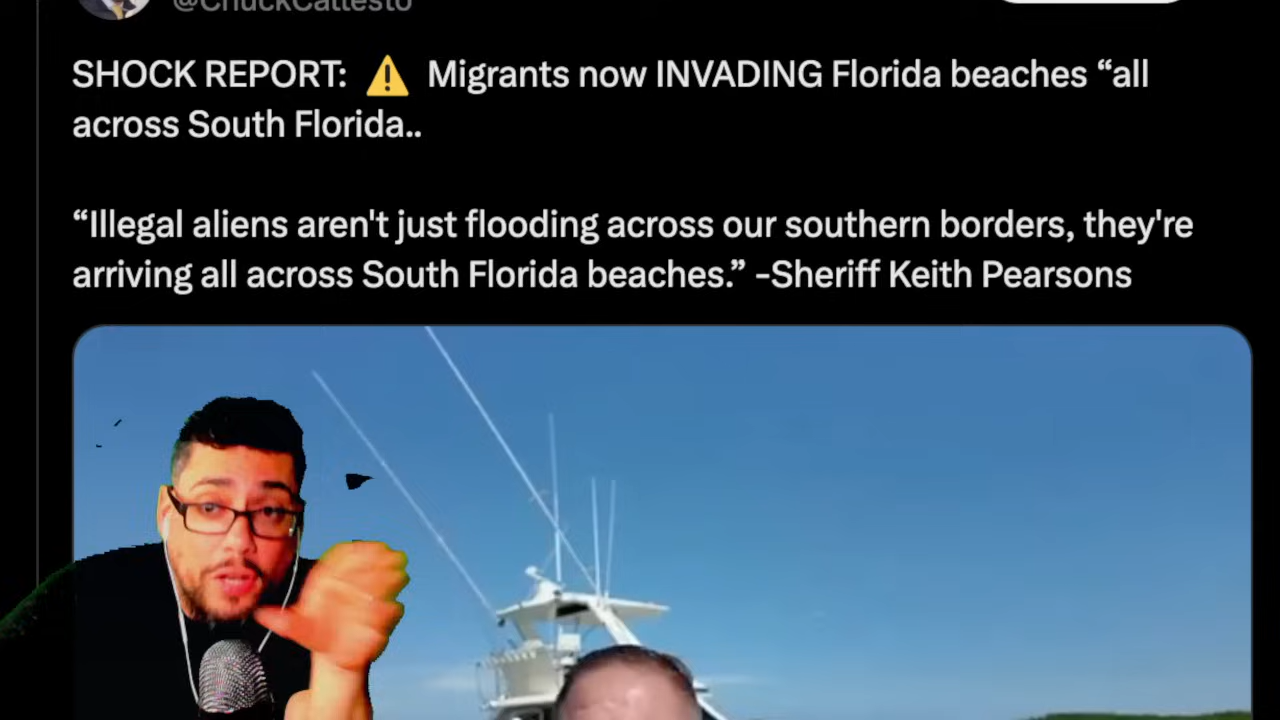 @ChuckCallesto
SHOCK REPORT: ⚠️ Migrants now INVADING Florida beaches “all
across South Florida..
“Illegal aliens aren't just flooding across our southern borders, they're
arriving all across South Florida beaches.” -Sheriff Keith Pearsons